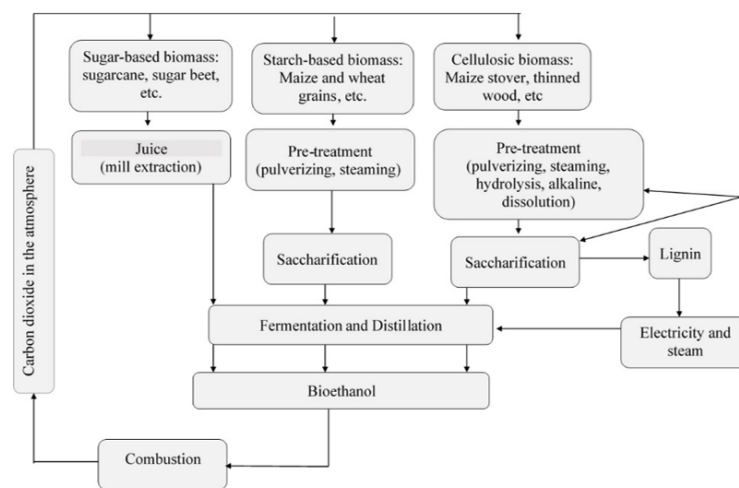 Sugar-based biomass:
sugarcane, sugar beet,
etc.
Starch-based biomass:
Maize and wheat
grains, etc.
Cellulosic biomass:
Maize stover, thinned
wood, etc
Juice
(mill extraction)
Pre-treatment
(pulverizing, steaming)
Pre-treatment
(pulverizing, steaming,
hydrolysis, alkaline,
dissolution)
Carbon dioxide in the atmosphere
Saccharification
Saccharification
Lignin
Fermentation and Distillation
Electricity and
steam
Bioethanol
Combustion